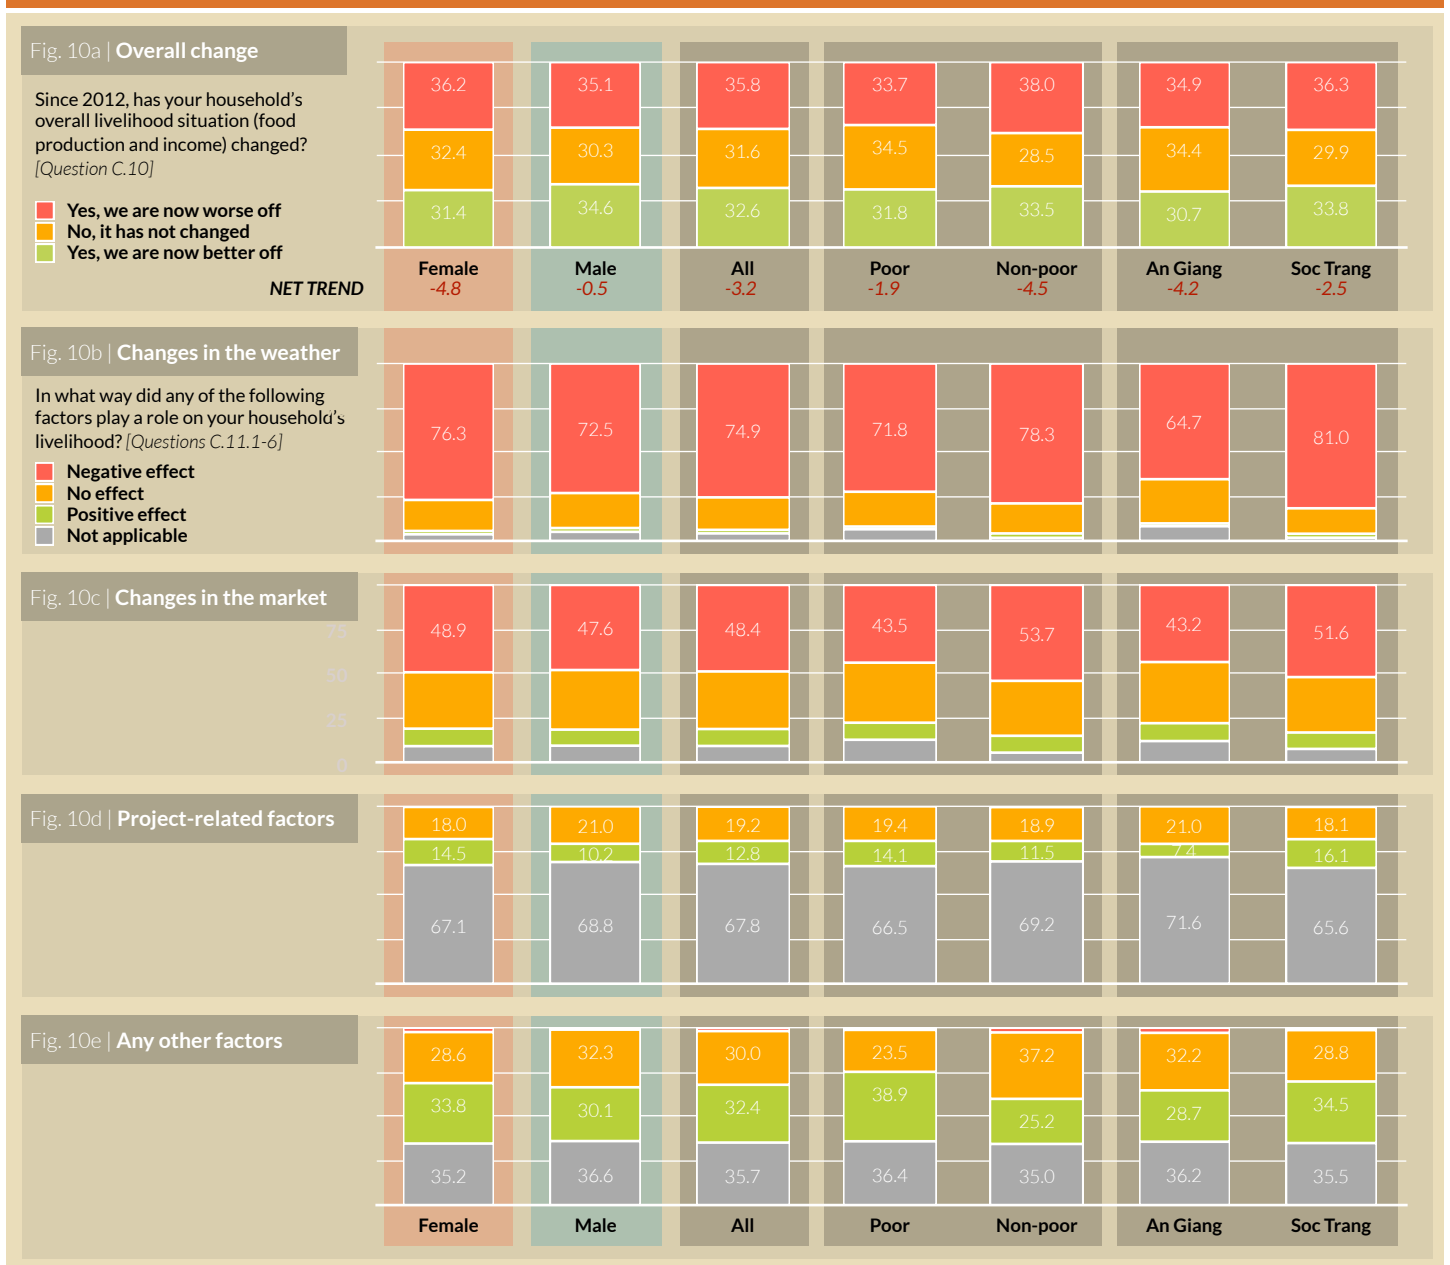 Fig. 10a | Overall change
Since 2012, has your household's
overall livelihood situation (food
production and income) changed?
[Question C.10]
Yes, we are now worse off
No, it has not changed
Yes, we are now better off
36.2 35.1 35.8 33.7 38.0 34.9 36.3
32.4 30.3 31.6 34.5 28.5 34.4 29.9
31.4 34.6 32.6 31.8 33.5 30.7 33.8
Female Male All Poor Non-poor An Giang Soc Trang
NET TREND -4.8 -0.5 -3.2 -1.9 -4.5 -4.2 -2.5
Fig. 10b | Changes in the weather
In what way did any of the following
factors play a role on your household's
livelihood? [Questions C.11.1-6]
Negative effect
No effect
Positive effect
Not applicable
76.3 72.5 74.9 71.8 78.3 64.7 81.0
Fig. 10c | Changes in the market
75
50
25
0
48.9 47.6 48.4 43.5 53.7 43.2 51.6
Fig. 10d | Project-related factors
18.0 21.0 19.2 19.4 18.9 21.0 18.1
14.5 10.2 12.8 14.1 11.5 7.4 16.1
67.1 68.8 67.8 66.5 69.2 71.6 65.6
Fig. 10e | Any other factors
28.6 32.3 30.0 23.5 37.2 32.2 28.8
33.8 30.1 32.4 38.9 25.2 28.7 34.5
35.2 36.6 35.7 36.4 35.0 36.2 35.5
Female Male All Poor Non-poor An Giang Soc Trang